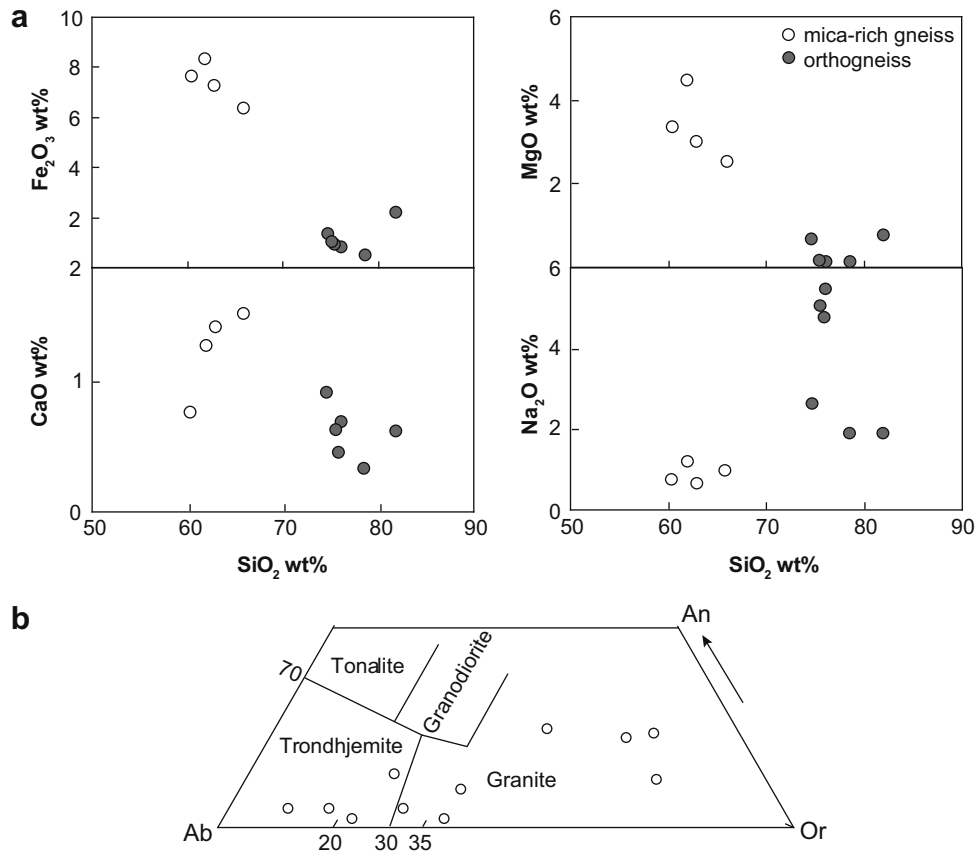 a
10
8
6
4
2
2
Fe₂O₃ wt%
2
1
0
CaO wt%
50 60 70 80 90
SiO₂ wt%
mica-rich gneiss
orthogneiss
6
4
2
6
MgO wt%
4
2
0
Na₂O wt%
50 60 70 80 90
SiO₂ wt%
b
An
70
Tonalite
Granodiorite
Trondhjemite
Granite
Ab
Or
20 30 35